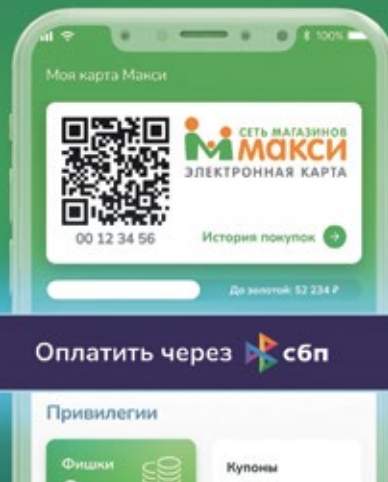 100%
Моя карта Макси
СЕТЬ МАГАЗИНОВ
МАКСИ
ЭЛЕКТРОННАЯ КАРТА
00 12 34 56
История покупок
До золотой: 52 234 ₽
Оплатить через сбп
Привилегии
Фишки
Купоны